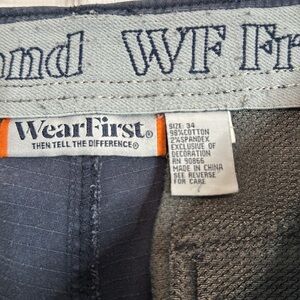 ond WF Fr
WearFirst®
THEN TELL THE DIFFERENCE®
SIZE: 34
98%COTTON
2%SPANDEX
EXCLUSIVE OF
DECORATION
RN 90866
MADE IN CHINA
SEE REVERSE
FOR CARE